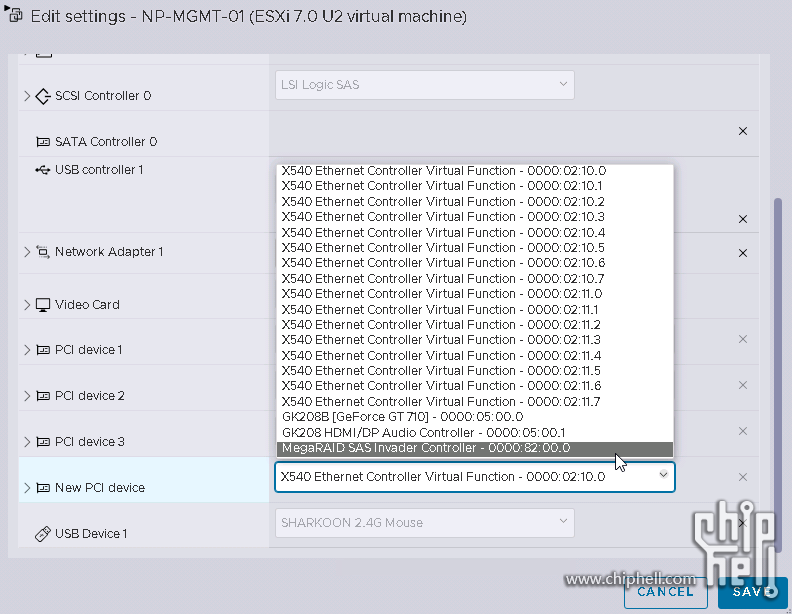 Edit settings - NP-MGMT-01 (ESXi 7.0 U2 virtual machine)
SCSI Controller 0
LSI Logic SAS
SATA Controller 0
USB controller 1
X540 Ethernet Controller Virtual Function - 0000:02:10.0
X540 Ethernet Controller Virtual Function - 0000:02:10.1
X540 Ethernet Controller Virtual Function - 0000:02:10.2
X540 Ethernet Controller Virtual Function - 0000:02:10.3
X540 Ethernet Controller Virtual Function - 0000:02:10.4
X540 Ethernet Controller Virtual Function - 0000:02:10.5
X540 Ethernet Controller Virtual Function - 0000:02:10.6
X540 Ethernet Controller Virtual Function - 0000:02:10.7
X540 Ethernet Controller Virtual Function - 0000:02:11.0
X540 Ethernet Controller Virtual Function - 0000:02:11.1
X540 Ethernet Controller Virtual Function - 0000:02:11.2
X540 Ethernet Controller Virtual Function - 0000:02:11.3
X540 Ethernet Controller Virtual Function - 0000:02:11.4
X540 Ethernet Controller Virtual Function - 0000:02:11.5
X540 Ethernet Controller Virtual Function - 0000:02:11.6
X540 Ethernet Controller Virtual Function - 0000:02:11.7
GK208B [GeForce GT 710] - 0000:05:00.0
GK208 HDMI/DP Audio Controller - 0000:05:00.1
MegaRAID SAS Invader Controller - 0000:82:00.0
Network Adapter 1
Video Card
PCI device 1
PCI device 2
PCI device 3
New PCI device
X540 Ethernet Controller Virtual Function - 0000:02:10.0
USB Device 1
SHARKOON 2.4G Mouse
chip
hell
www.chiphell.com
CANCEL
SAVE